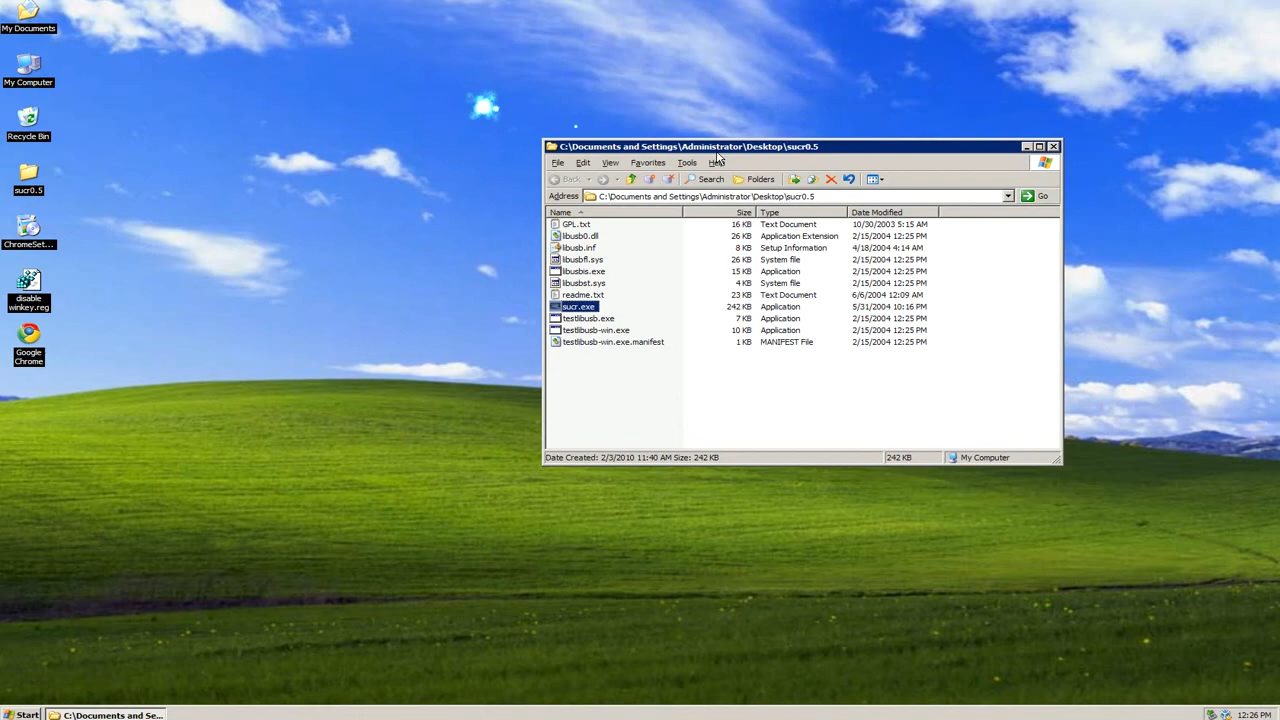 My Documents
My Computer
Recycle Bin
sucr0.5
ChromeSet...
disable
winkey.reg
Google
Chrome
C:\Documents and Settings\Administrator\Desktop\sucr0.5
File Edit View Favorites Tools Help
Back Search Folders
Address C:\Documents and Settings\Administrator\Desktop\sucr0.5 Go
Name Size Type Date Modified
GPL.txt 16 KB Text Document 10/30/2003 5:15 AM
libusb0.dll 26 KB Application Extension 2/15/2004 12:25 PM
libusb.inf 8 KB Setup Information 4/18/2004 4:14 AM
libusbfl.sys 26 KB System file 2/15/2004 12:25 PM
libusbis.exe 15 KB Application 2/15/2004 12:25 PM
libusbst.sys 4 KB System file 2/15/2004 12:25 PM
readme.txt 23 KB Text Document 6/6/2004 12:09 AM
sucr.exe 242 KB Application 5/31/2004 10:16 PM
testlibusb.exe 7 KB Application 2/15/2004 12:25 PM
testlibusb-win.exe 10 KB Application 2/15/2004 12:25 PM
testlibusb-win.exe.manifest 1 KB MANIFEST File 2/15/2004 12:25 PM
Date Created: 2/3/2010 11:40 AM Size: 242 KB 242 KB My Computer
Start C:\Documents and Se... 12:26 PM